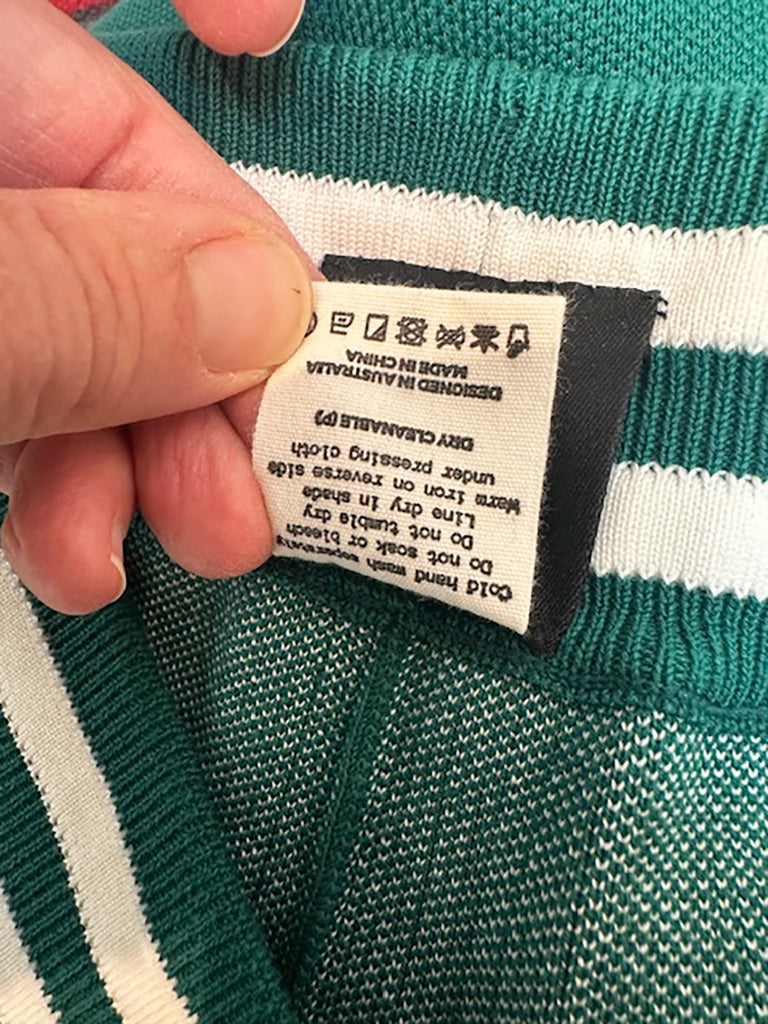 Cold hand wash separately
Do not soak or bleach
Do not tumble dry
Line dry in shade
Warm iron on reverse side
under pressing cloth
DRY CLEANABLE (P)
DESIGNED IN AUSTRALIA
MADE IN CHINA